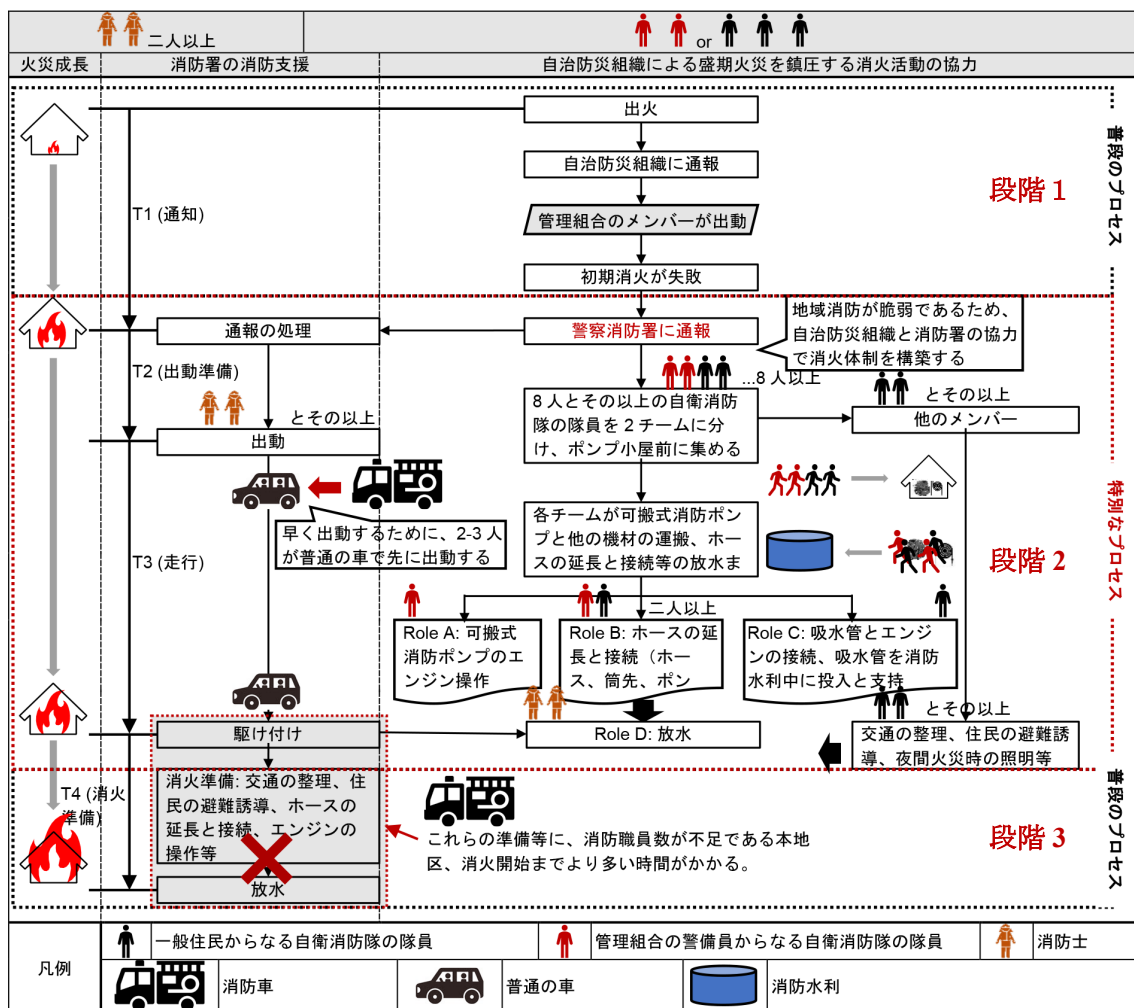 二人以上
or
火災成長
消防署の消防支援
自治防災組織による盛期火災を鎮圧する消火活動の協力
出火
自治防災組織に通報
管理組合のメンバーが出動
初期消火が失敗
段階 1
普段のプロセス
T1 (通知)
通報の処理
警察消防署に通報
地域消防が脆弱であるため、
自治防災組織と消防署の協力
で消火体制を構築する
T2 (出動準備)
...8 人以上
とその以上
8 人とその以上の自衛消防
隊の隊員を 2 チームに分
け、ポンプ小屋前に集める
とその以上
他のメンバー
出動
早く出動するために、2-3 人
が普通の車で先に出動する
各チームが可搬式消防ポン
プと他の機材の運搬、ホー
スの延長と接続等の放水ま
T3 (走行)
段階 2
特別なプロセス
二人以上
Role A: 可搬式
消防ポンプのエ
ンジン操作
Role B: ホースの延
長と接続（ホー
ス、筒先、ポン
Role C: 吸水管とエンジ
ンの接続、吸水管を消防
水利中に投入と支持
とその以上
駆け付け
Role D: 放水
交通の整理、住民の避難誘
導、夜間火災時の照明等
T4 (消火
準備)
消火準備: 交通の整理、住
民の避難誘導、ホースの
延長と接続、エンジンの
操作等
放水
これらの準備等に、消防職員数が不足である本地
区、消火開始までより多い時間がかかる。
段階 3
普段のプロセス
凡例
一般住民からなる自衛消防隊の隊員
管理組合の警備員からなる自衛消防隊の隊員
消防士
消防車
普通の車
消防水利